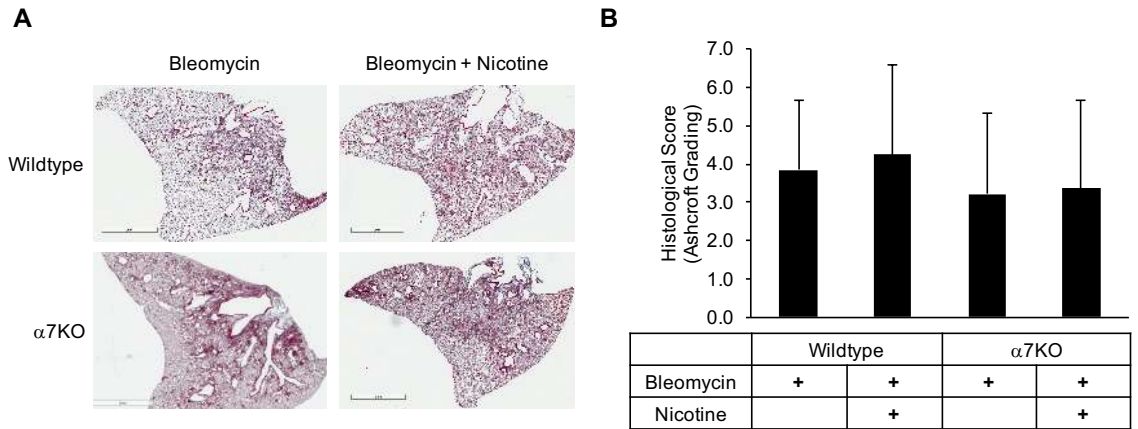 A
Bleomycin
Bleomycin + Nicotine
Wildtype
α7KO
B
Histological Score
(Ashcroft Grading)
7.0
6.0
5.0
4.0
3.0
2.0
1.0
0.0
Wildtype α7KO
Bleomycin + + + +
Nicotine + +